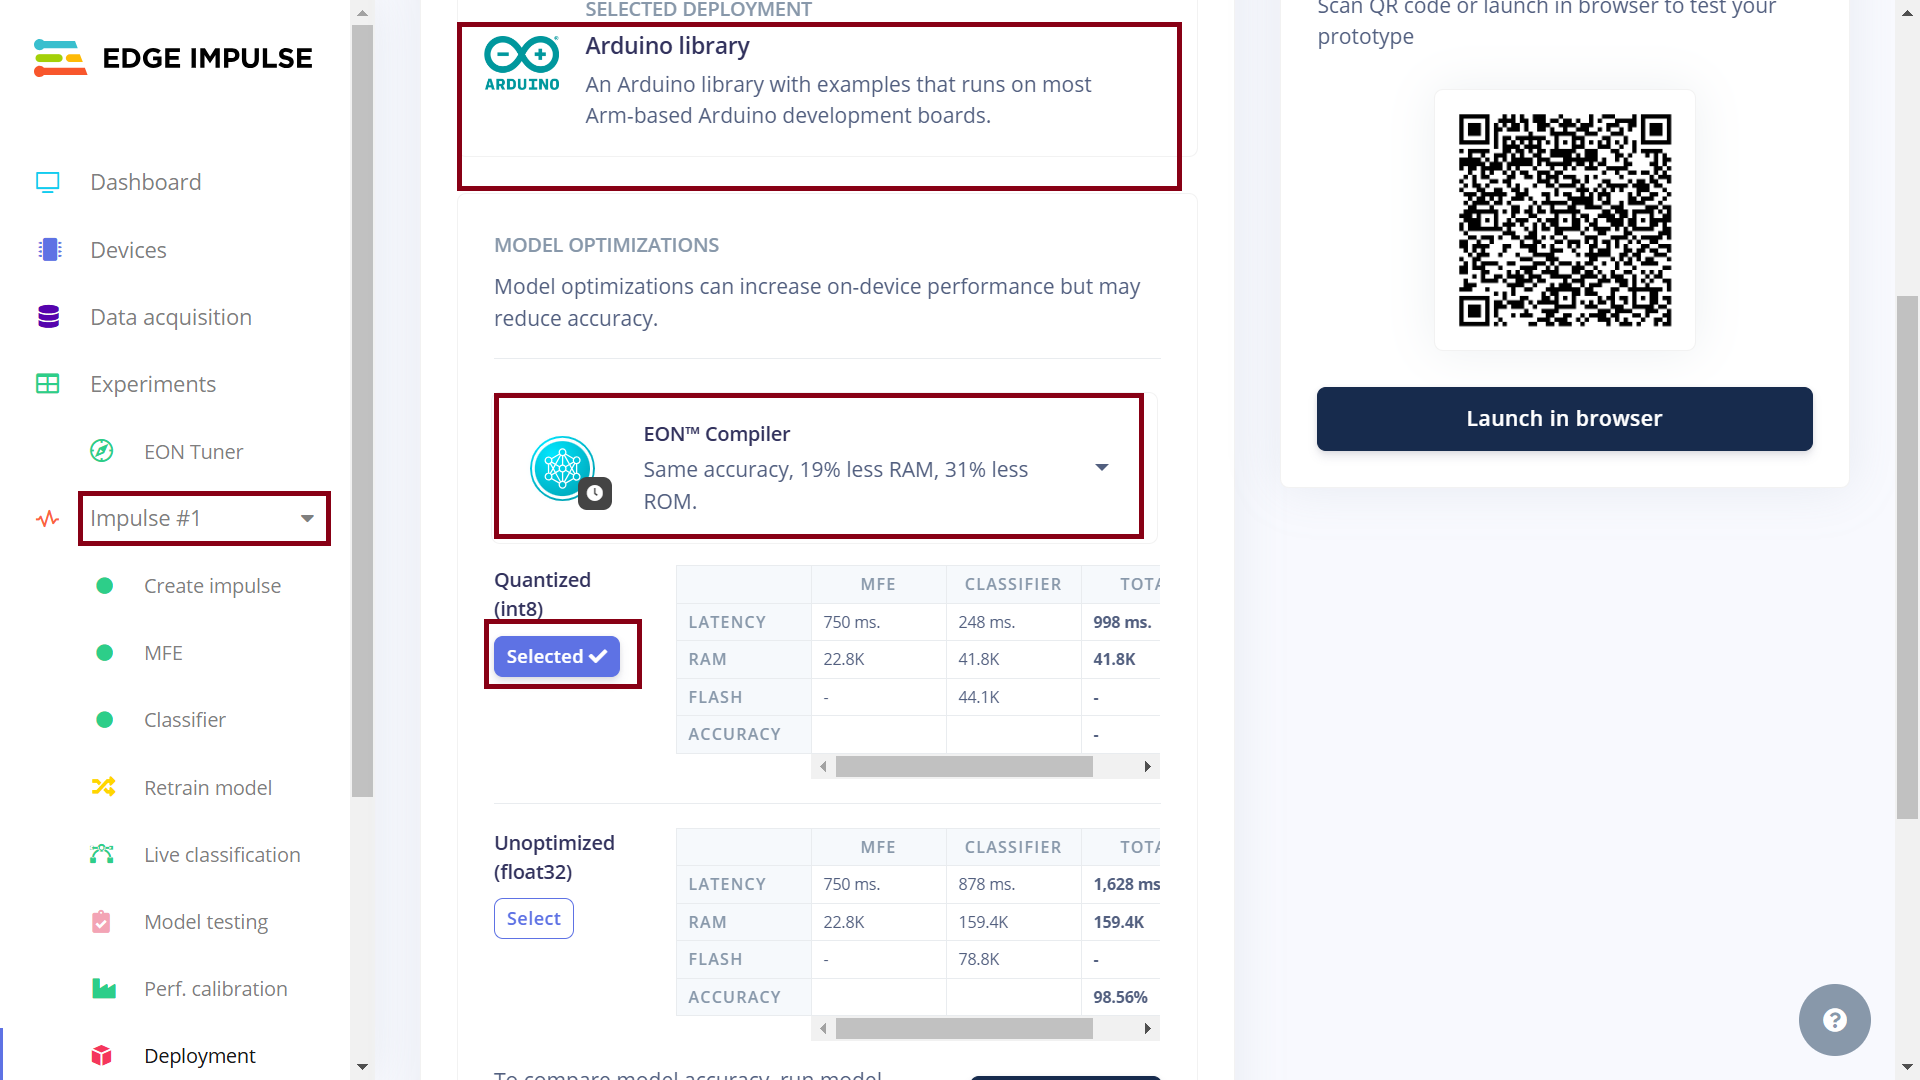 EDGE IMPULSE
Dashboard
Devices
Data acquisition
Experiments
EON Tuner
Impulse #1
Create impulse
MFE
Classifier
Retrain model
Live classification
Model testing
Perf. calibration
Deployment
SELECTED DEPLOYMENT
ARDUINO
Arduino library
An Arduino library with examples that runs on most
Arm-based Arduino development boards.
MODEL OPTIMIZATIONS
Model optimizations can increase on-device performance but may
reduce accuracy.
EON™ Compiler
Same accuracy, 19% less RAM, 31% less
ROM.
Quantized
(int8)
Selected
MFE CLASSIFIER TOTA
LATENCY 750 ms. 248 ms. 998 ms.
RAM 22.8K 41.8K 41.8K
FLASH - 44.1K -
ACCURACY -
Unoptimized
(float32)
Select
MFE CLASSIFIER TOTA
LATENCY 750 ms. 878 ms. 1,628 ms
RAM 22.8K 159.4K 159.4K
FLASH - 78.8K -
ACCURACY 98.56%
To compare model accuracy, run model
Scan QR code or launch in browser to test your
prototype
Launch in browser
?